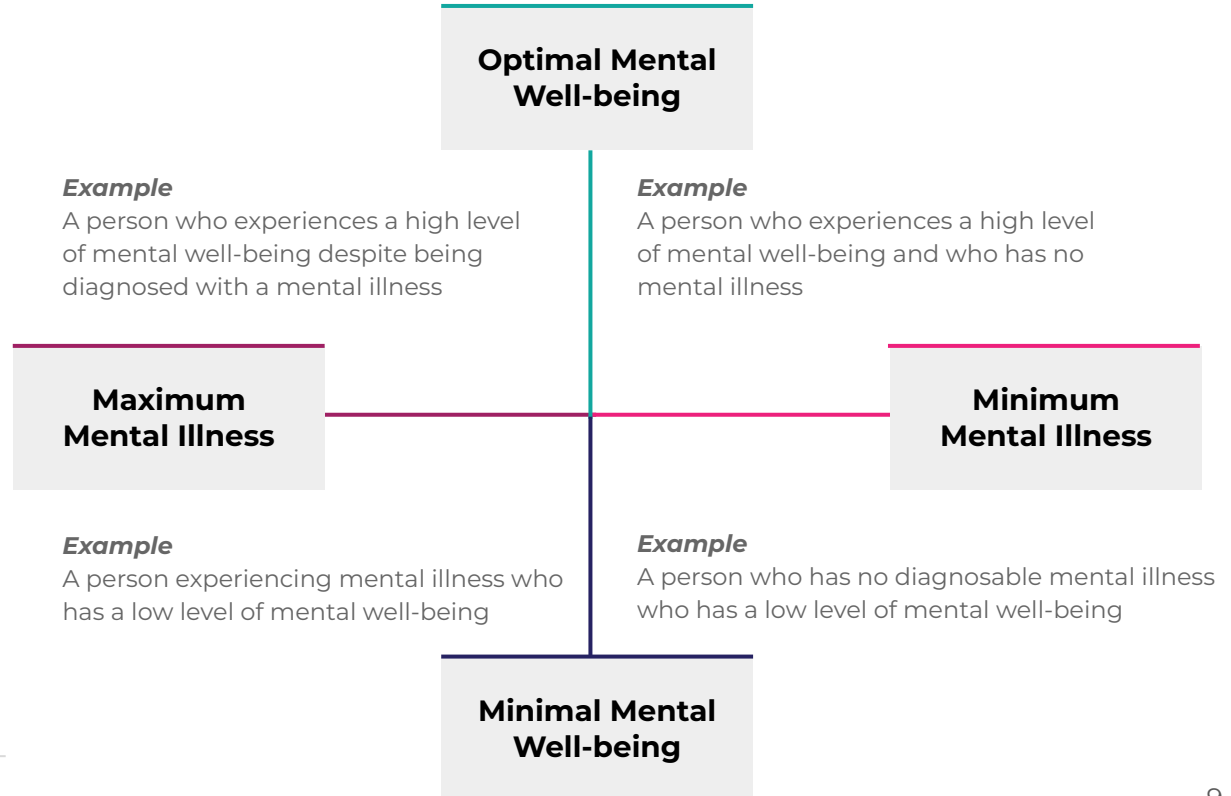 Optimal Mental
Well-being
Example
A person who experiences a high level
of mental well-being despite being
diagnosed with a mental illness
Example
A person who experiences a high level
of mental well-being and who has no
mental illness
Maximum
Mental Illness
Minimum
Mental Illness
Example
A person experiencing mental illness who
has a low level of mental well-being
Example
A person who has no diagnosable mental illness
who has a low level of mental well-being
Minimal Mental
Well-being